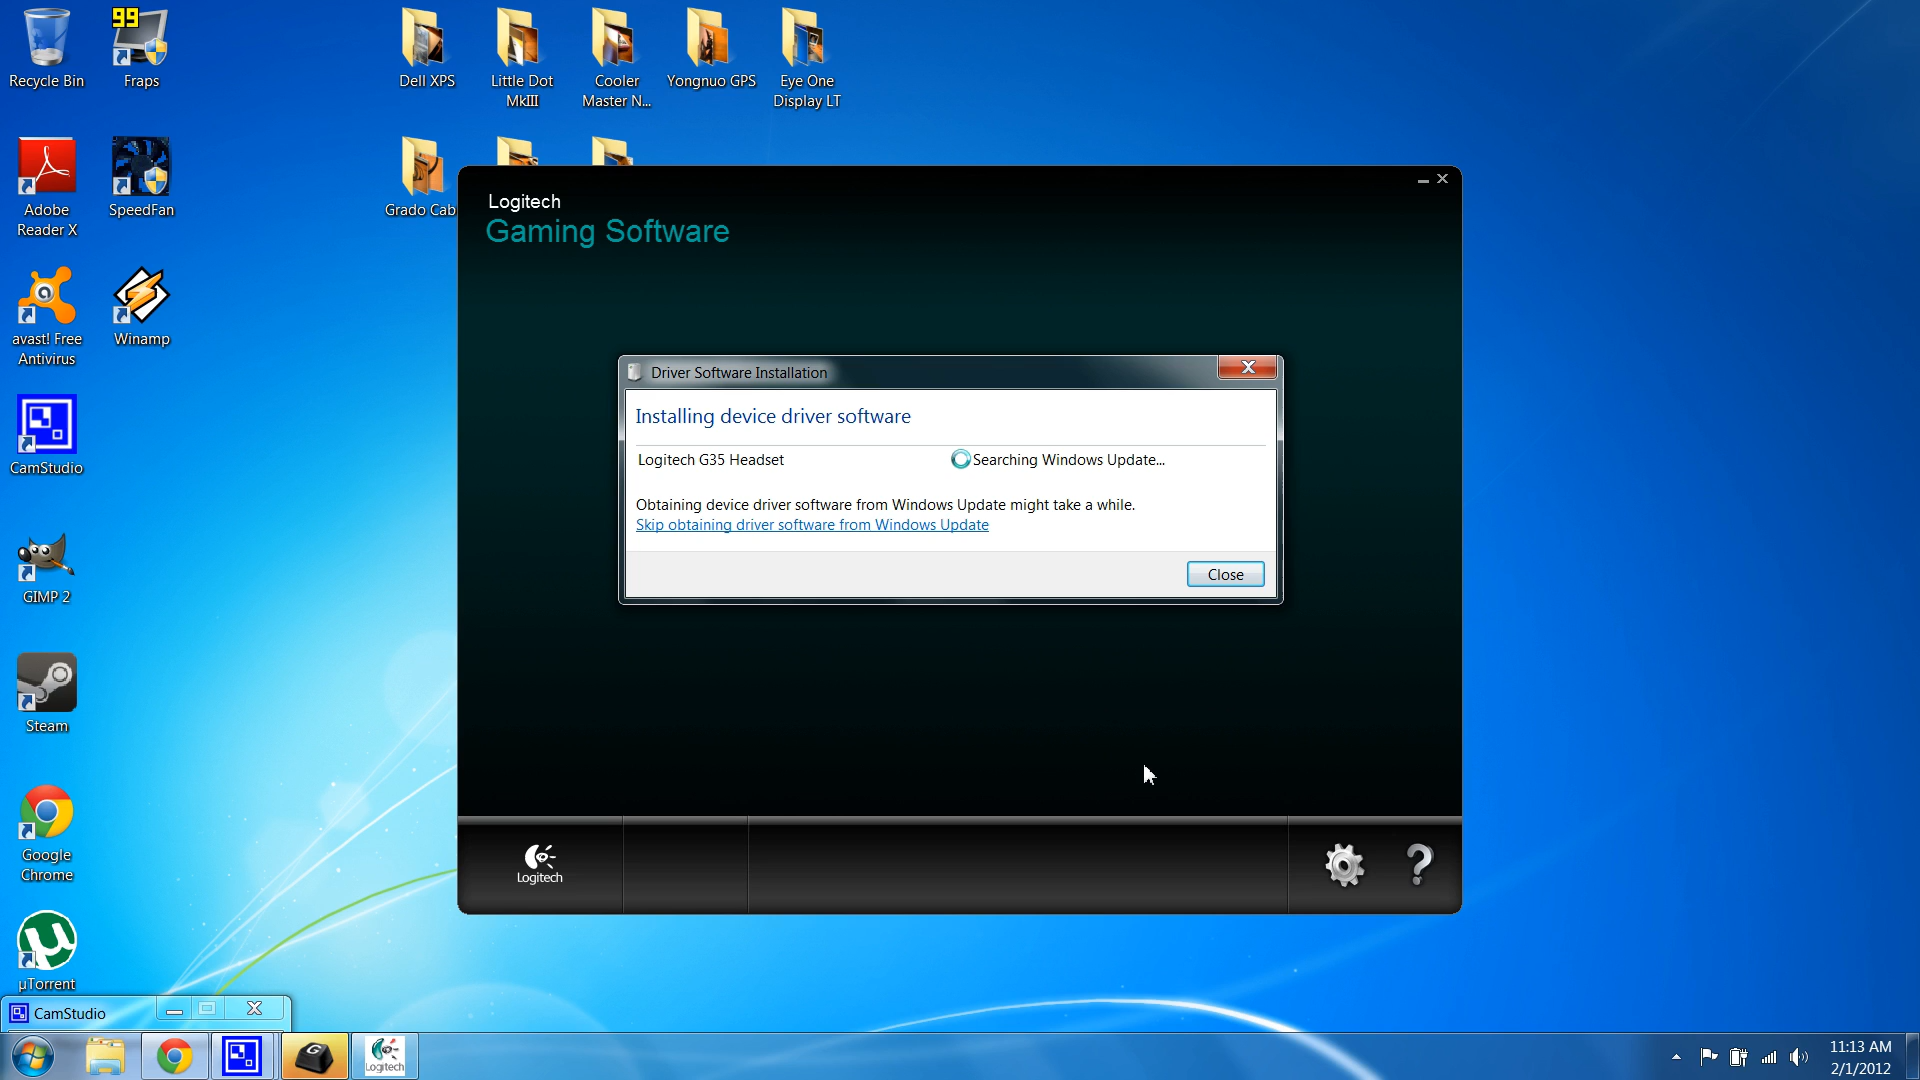 99
Recycle Bin
Fraps
Dell XPS
Little Dot
MkIII
Cooler
Master N...
Yongnuo GPS
Eye One
Display LT
Adobe
Reader X
SpeedFan
Grado Cab
avast! Free
Antivirus
Winamp
CamStudio
GIMP 2
Steam
Google
Chrome
µTorrent
Logitech
Gaming Software
Driver Software Installation
Installing device driver software
Logitech G35 Headset
Searching Windows Update...
Obtaining device driver software from Windows Update might take a while.
Skip obtaining driver software from Windows Update
Close
Logitech
?
CamStudio
G
Logitech
11:13 AM
2/1/2012